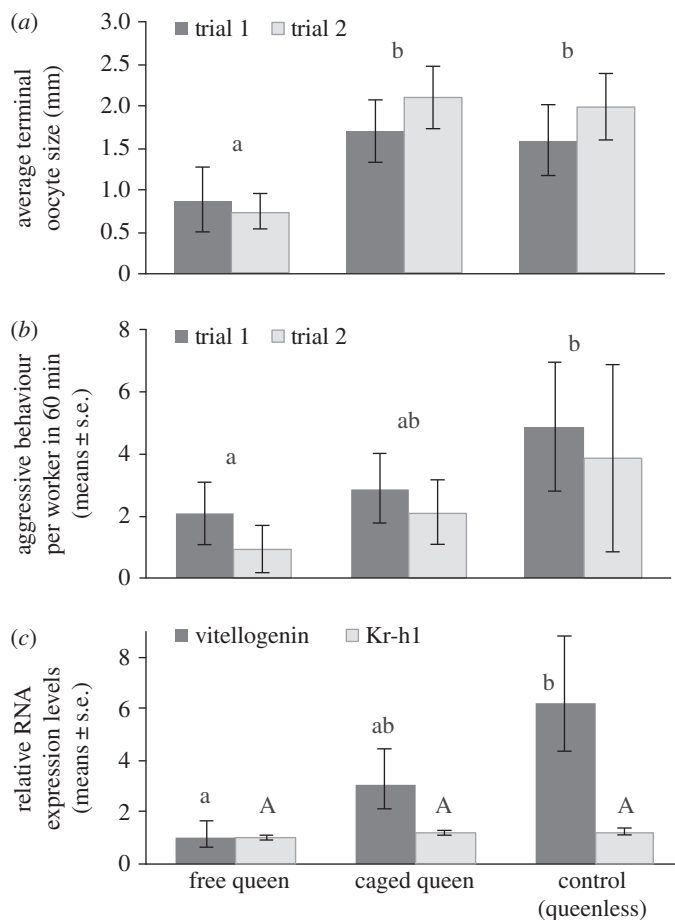 (a)
3.0
2.5
2.0
1.5
1.0
0.5
0
average terminal
oocyte size (mm)
trial 1 trial 2
a
b
b
(b)
8
6
4
2
0
aggressive behaviour
per worker in 60 min
(means ± s.e.)
trial 1 trial 2
a
ab
b
(c)
8
6
4
2
0
relative RNA
expression levels
(means ± s.e.)
vitellogenin Kr-h1
a
A
ab
A
b
A
free queen caged queen control
(queenless)